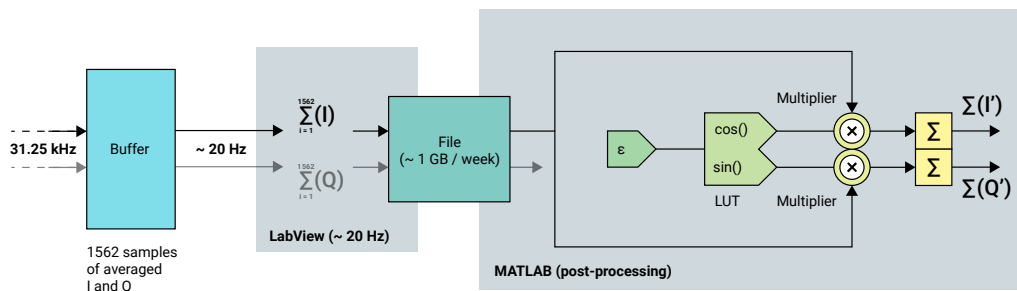 31.25 kHz
Buffer
1562 samples
of averaged
I and Q
~ 20 Hz
1562
∑(I)
i = 1
1562
∑(Q)
i = 1
LabView (~ 20 Hz)
File
(~ 1 GB / week)
ε
cos()
sin()
LUT
Multiplier
×
×
Multiplier
∑
∑
∑(I’)
∑(Q’)
MATLAB (post-processing)